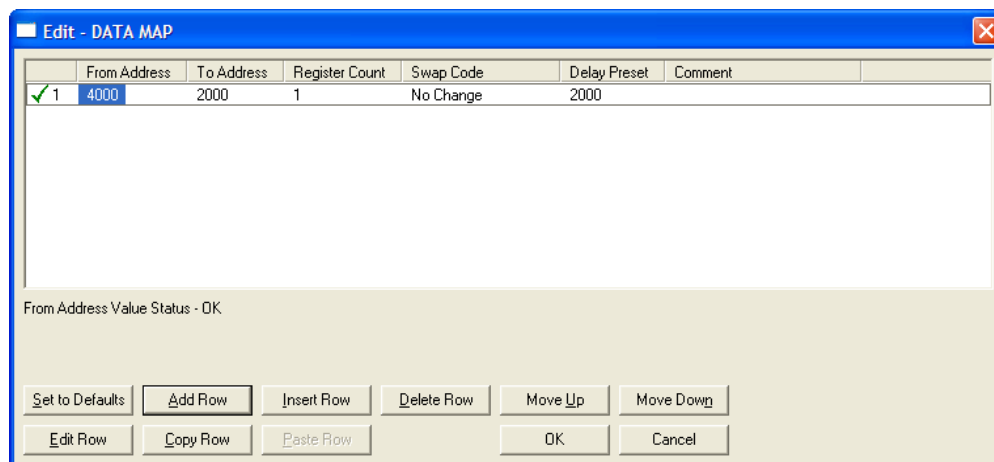 Edit - DATA MAP
From Address To Address Register Count Swap Code Delay Preset Comment
1 4000 2000 1 No Change 2000
From Address Value Status - OK
Set to Defaults Add Row Insert Row Delete Row Move Up Move Down
Edit Row Copy Row Paste Row OK Cancel